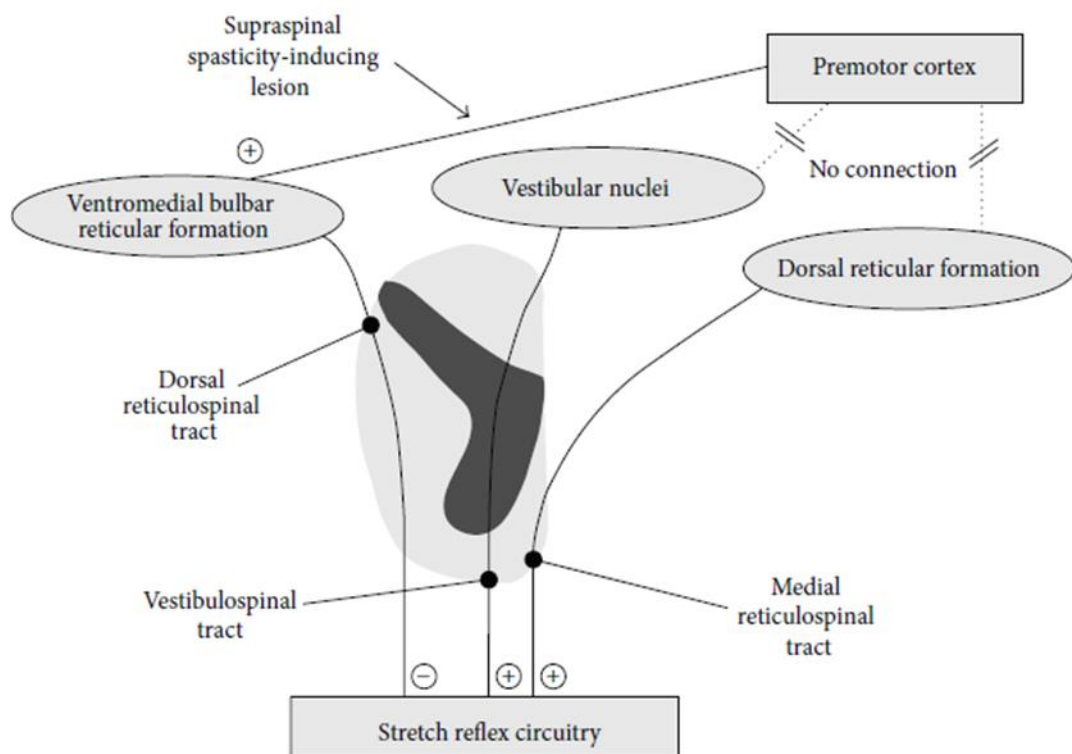 Supraspinal
spasticity-inducing
lesion
Premotor cortex
+
Ventromedial bulbar
reticular formation
Vestibular nuclei
No connection
Dorsal reticular formation
Dorsal
reticulospinal
tract
Vestibulospinal
tract
Medial
reticulospinal
tract
− + +
Stretch reflex circuitry